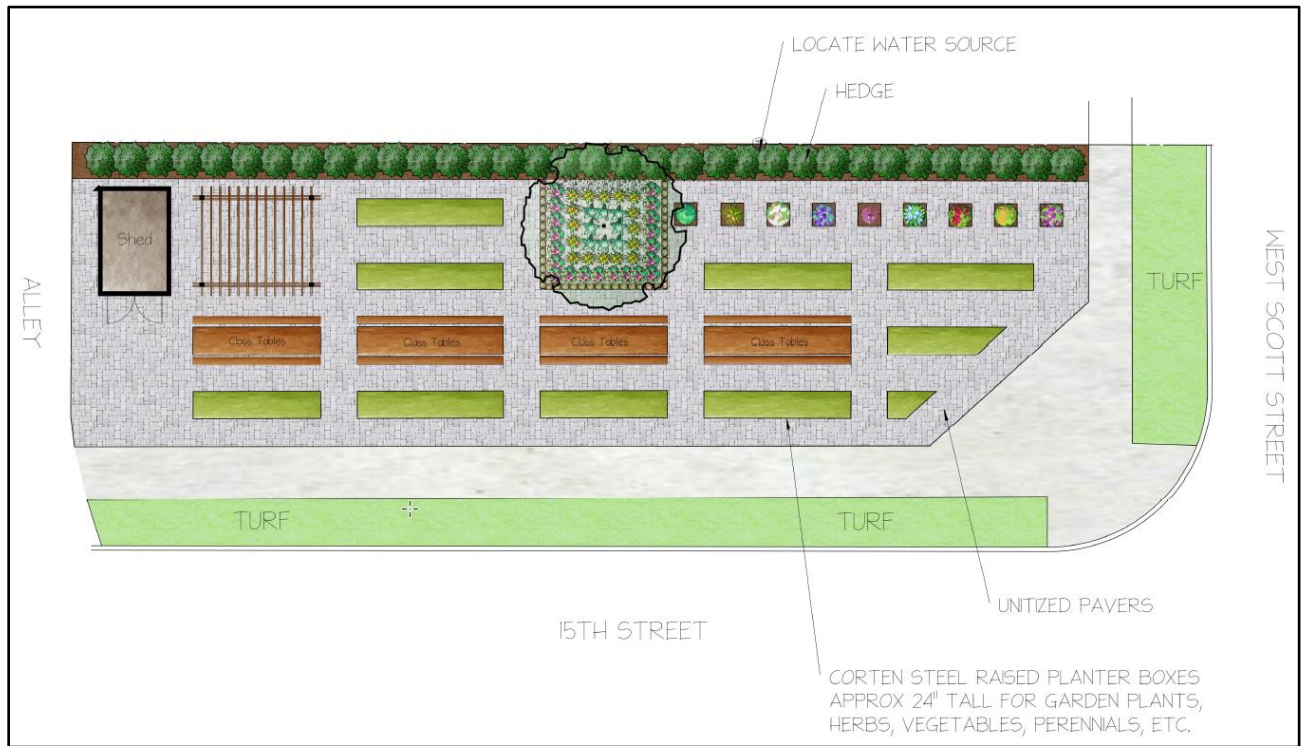 LOCATE WATER SOURCE
HEDGE
Shed
ALLEY
WEST SCOTT STREET
TURF
Class Tables
Class Tables
Class Tables
Class Tables
TURF
TURF
UNITIZED PAVERS
15TH STREET
CORTEN STEEL RAISED PLANTER BOXES
APPROX 24" TALL FOR GARDEN PLANTS,
HERBS, VEGETABLES, PERENNIALS, ETC.